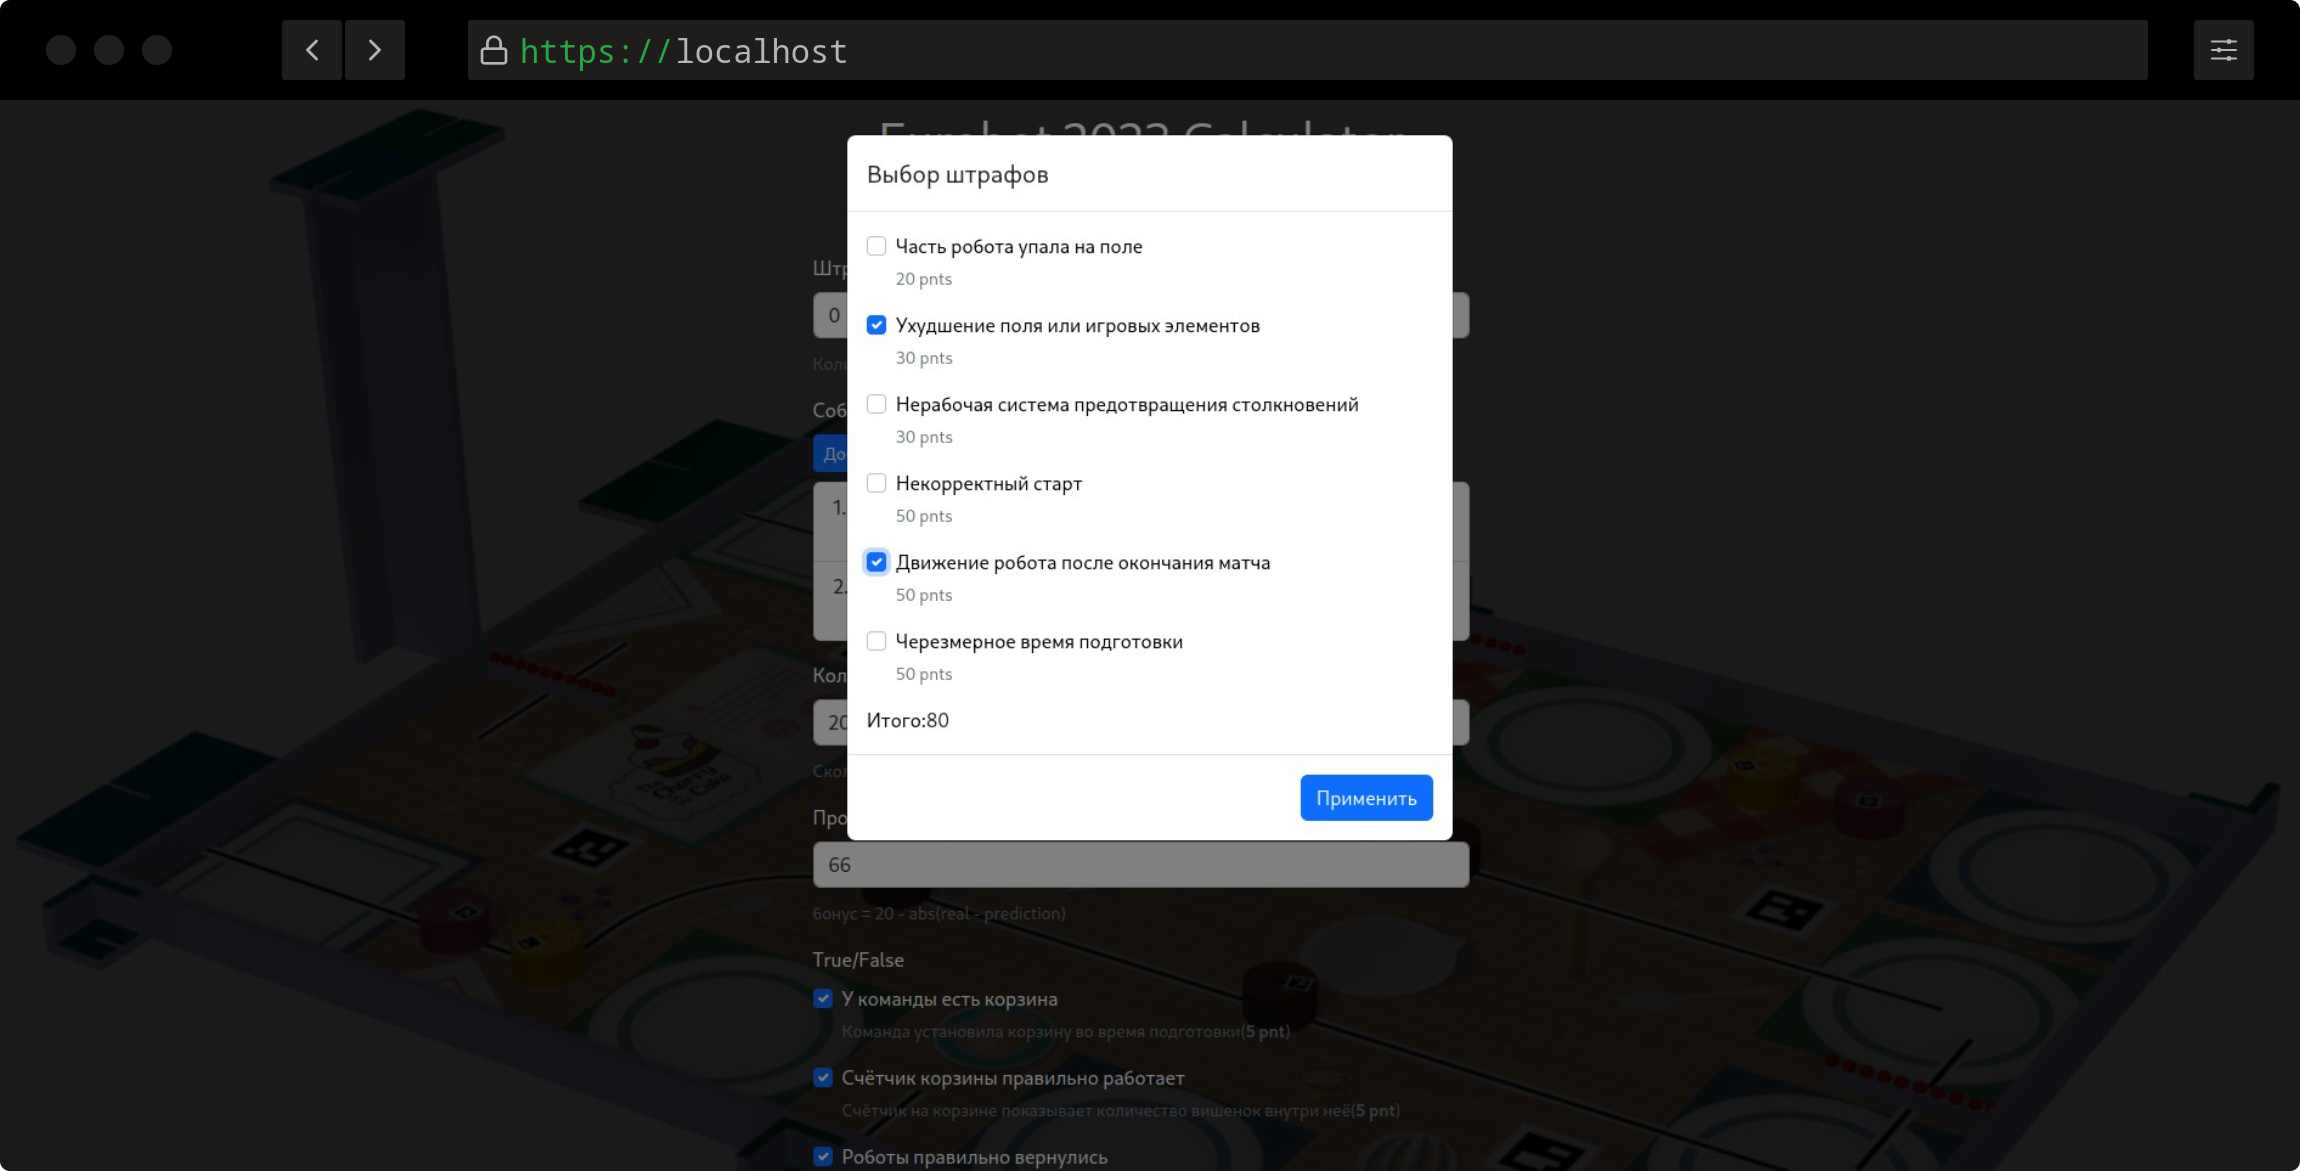 https://localhost
Eurobot 2023 Calculator
Выбор штрафов
Часть робота упала на поле
20 pnts
Штр
Ухудшение поля или игровых элементов
0
30 pnts
Коли
Нерабочая система предотвращения столкновений
Соб
30 pnts
До
Некорректный старт
1.
50 pnts
Движение робота после окончания матча
2.
50 pnts
Черезмерное время подготовки
50 pnts
Кол
Итого:80
20
Скол
Применить
Про
66
бонус = 20 - abs(real - prediction)
True/False
У команды есть корзина
Команда установила корзину во время подготовки(5 pnt)
Счётчик корзины правильно работает
Счётчик на корзине показывает количество вишенок внутри неё(5 pnt)
Роботы правильно вернулись